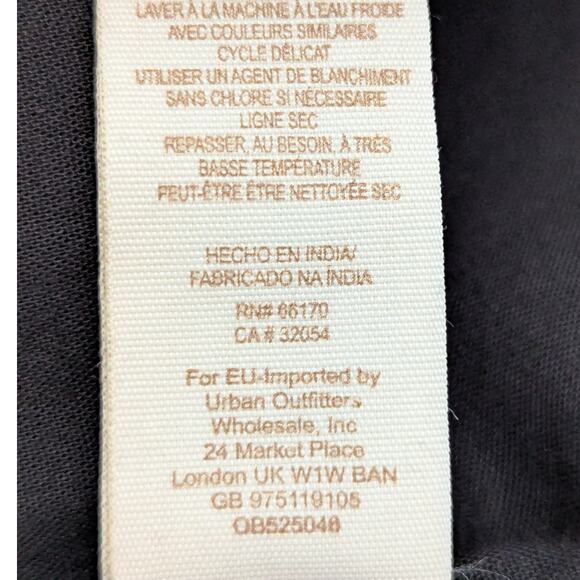 LAVER À LA MACHINE À L'EAU FROIDE
AVEC COULEURS SIMILAIRES
CYCLE DÉLICAT
UTILISER UN AGENT DE BLANCHIMENT
SANS CHLORE SI NÉCESSAIRE
LIGNE SEC
REPASSER, AU BESOIN, À TRÈS
BASSE TEMPÉRATURE
PEUT-ÊTRE ÊTRE NETTOYÉE SEC
HECHO EN INDIA/
FABRICADO NA ÍNDIA
RN# 66170
CA # 32054
For EU-Imported by
Urban Outfitters
Wholesale, Inc
24 Market Place
London UK W1W BAN
GB 975119106
OB525046